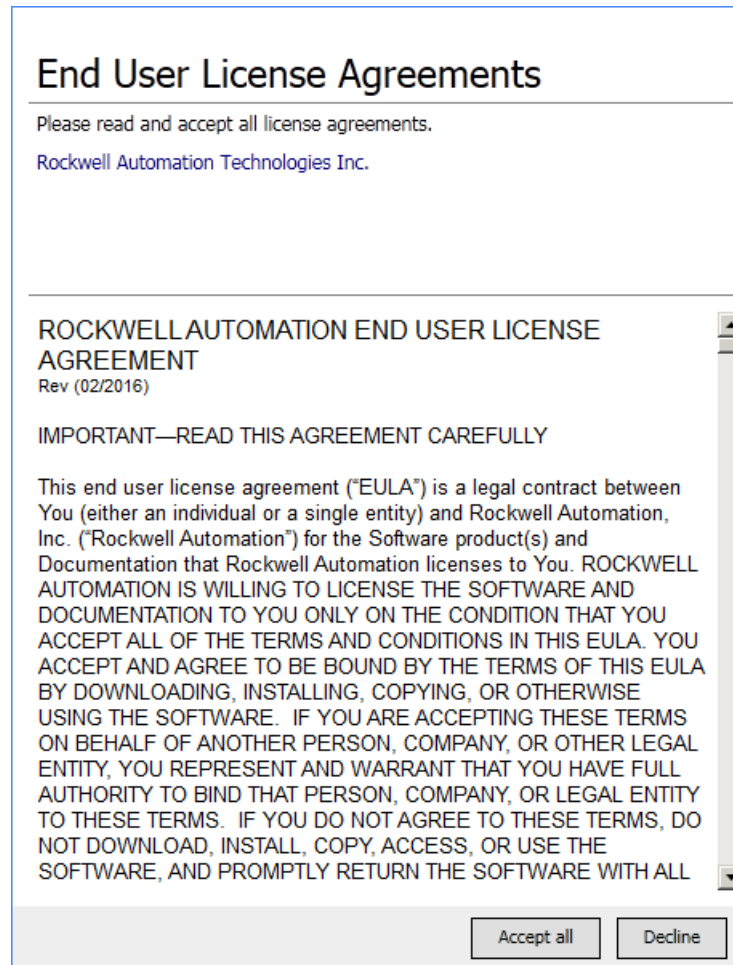 End User License Agreements
Please read and accept all license agreements.
Rockwell Automation Technologies Inc.
ROCKWELL AUTOMATION END USER LICENSE
AGREEMENT
Rev (02/2016)
IMPORTANT—READ THIS AGREEMENT CAREFULLY
This end user license agreement (“EULA”) is a legal contract between
You (either an individual or a single entity) and Rockwell Automation,
Inc. (“Rockwell Automation”) for the Software product(s) and
Documentation that Rockwell Automation licenses to You. ROCKWELL
AUTOMATION IS WILLING TO LICENSE THE SOFTWARE AND
DOCUMENTATION TO YOU ONLY ON THE CONDITION THAT YOU
ACCEPT ALL OF THE TERMS AND CONDITIONS IN THIS EULA. YOU
ACCEPT AND AGREE TO BE BOUND BY THE TERMS OF THIS EULA
BY DOWNLOADING, INSTALLING, COPYING, OR OTHERWISE
USING THE SOFTWARE.  IF YOU ARE ACCEPTING THESE TERMS
ON BEHALF OF ANOTHER PERSON, COMPANY, OR OTHER LEGAL
ENTITY, YOU REPRESENT AND WARRANT THAT YOU HAVE FULL
AUTHORITY TO BIND THAT PERSON, COMPANY, OR LEGAL ENTITY
TO THESE TERMS.  IF YOU DO NOT AGREE TO THESE TERMS, DO
NOT DOWNLOAD, INSTALL, COPY, ACCESS, OR USE THE
SOFTWARE, AND PROMPTLY RETURN THE SOFTWARE WITH ALL
Accept all
Decline